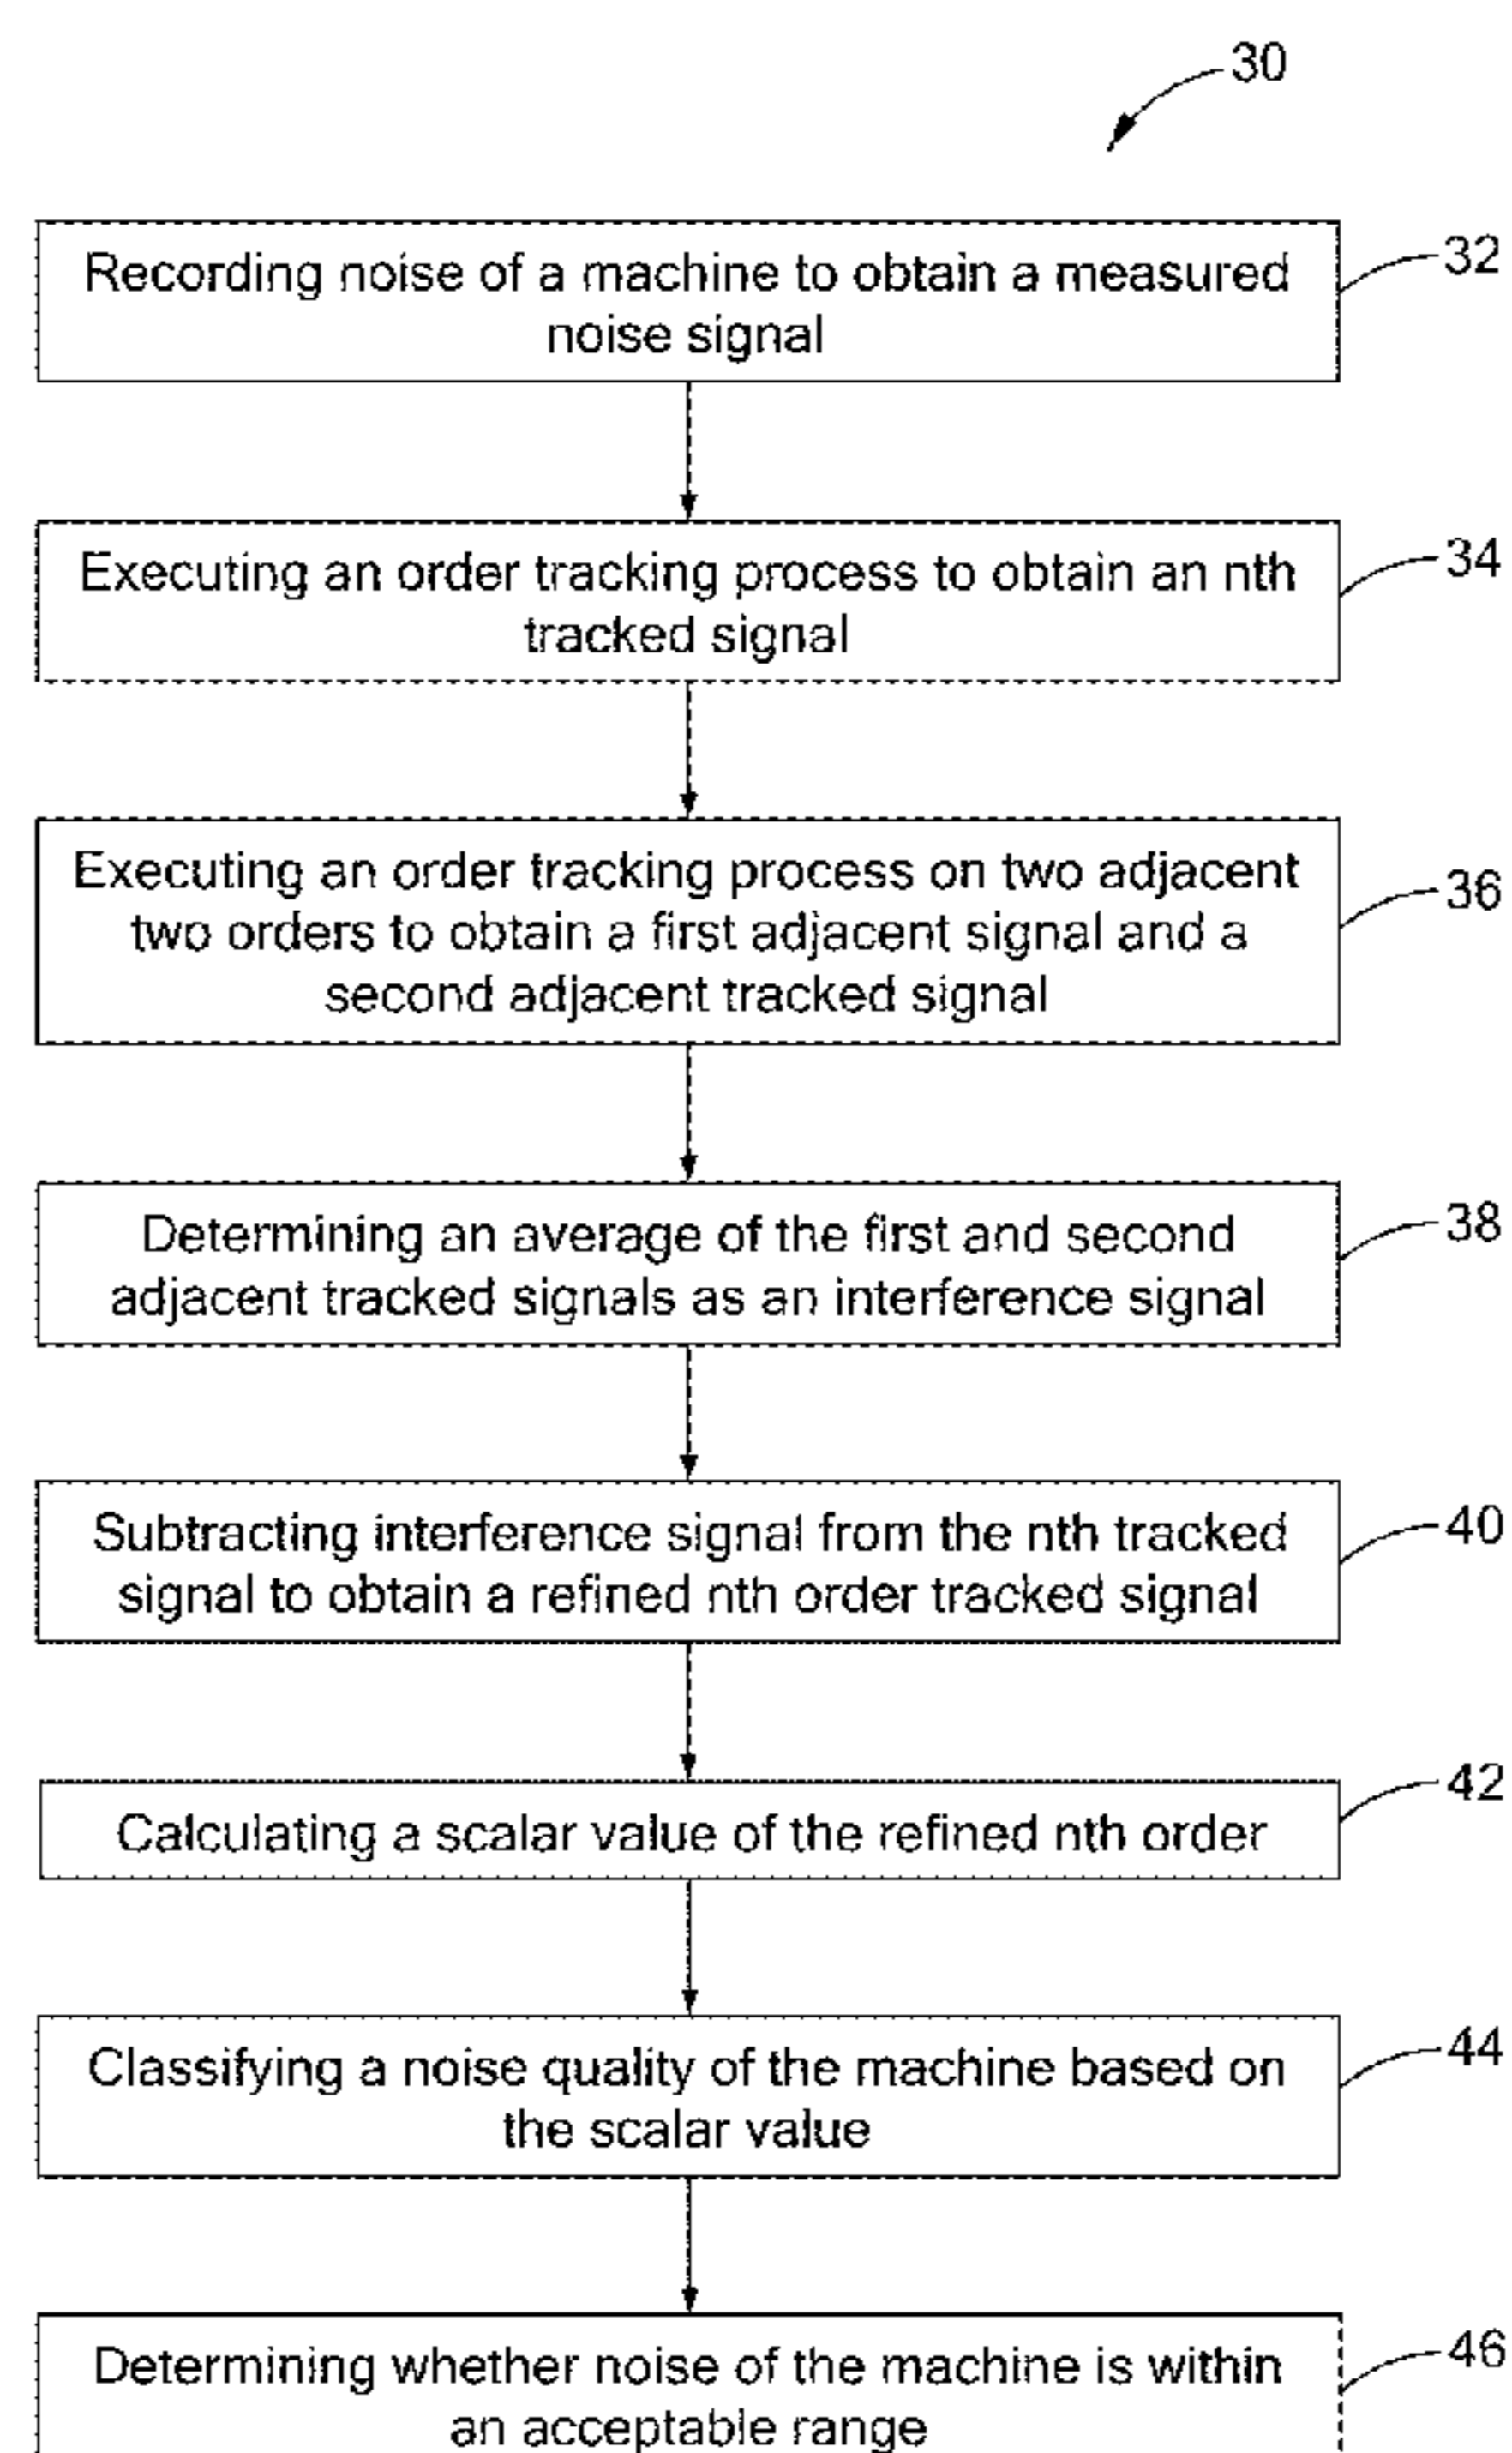 30
Recording noise of a machine to obtain a measured
noise signal
32
Executing an order tracking process to obtain an nth
tracked signal
34
Executing an order tracking process on two adjacent
two orders to obtain a first adjacent signal and a
second adjacent tracked signal
36
Determining an average of the first and second
adjacent tracked signals as an interference signal
38
Subtracting interference signal from the nth tracked
signal to obtain a refined nth order tracked signal
40
Calculating a scalar value of the refined nth order
42
Classifying a noise quality of the machine based on
the scalar value
44
Determining whether noise of the machine is within
an acceptable range
46